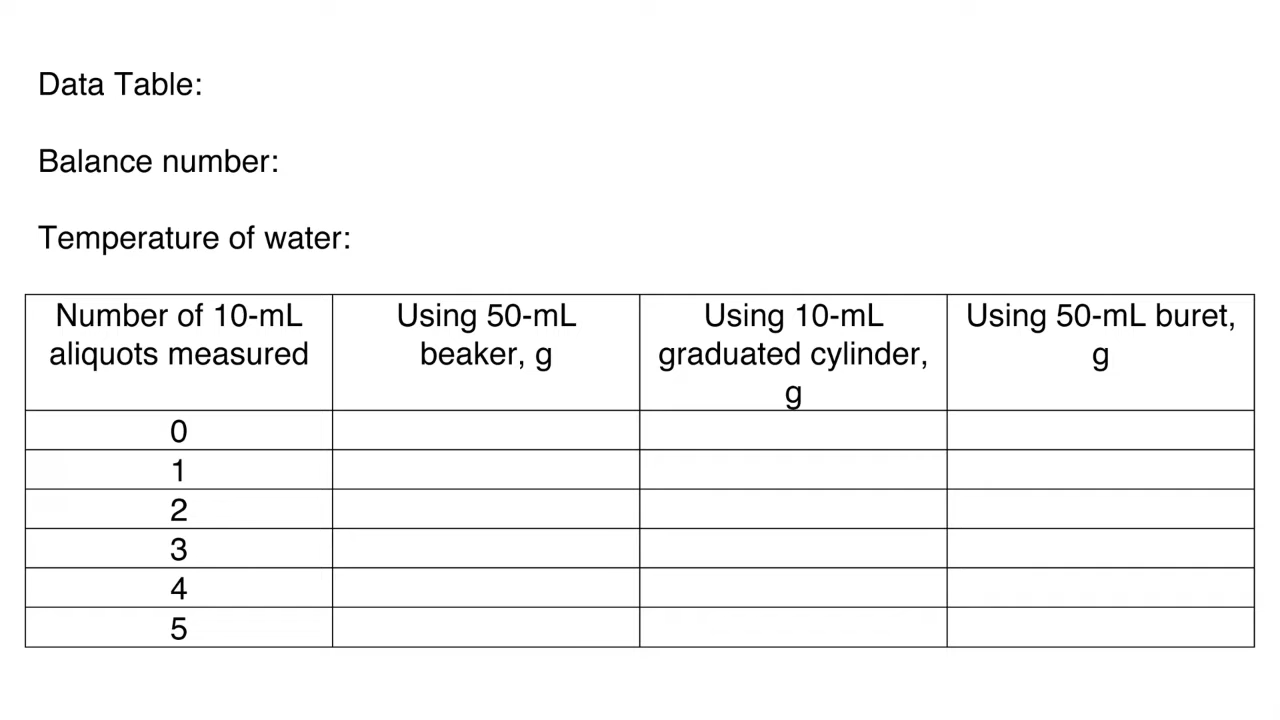 Data Table:
Balance number:
Temperature of water:
Number of 10-mL aliquots measured
Using 50-mL beaker, g
Using 10-mL graduated cylinder, g
Using 50-mL buret, g
0
1
2
3
4
5